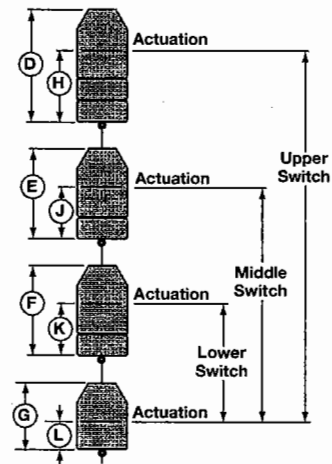 Actuation
D
H
Upper
Switch
E
Actuation
J
Middle
Switch
F
Actuation
K
Lower
Switch
G
Actuation
L